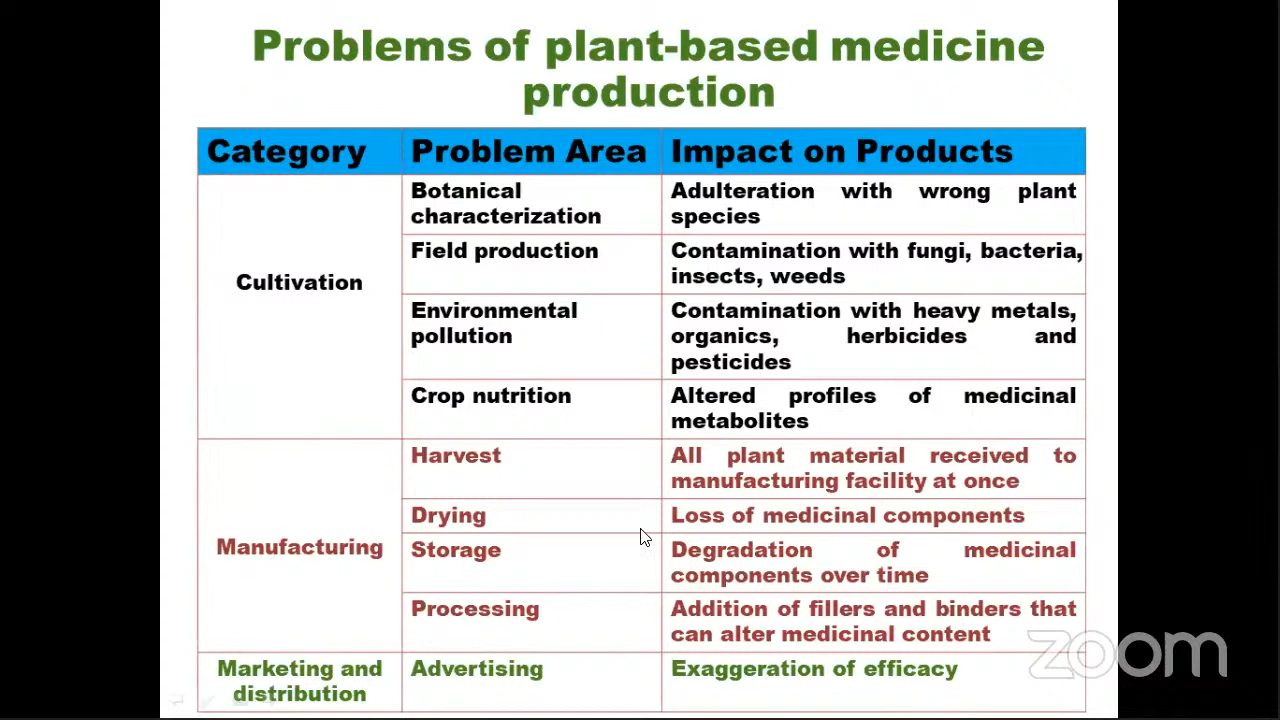 Problems of plant-based medicine
production
Category Problem Area Impact on Products
Cultivation
Botanical
characterization
Adulteration with wrong plant
species
Field production
Contamination with fungi, bacteria,
insects, weeds
Environmental
pollution
Contamination with heavy metals,
organics, herbicides and
pesticides
Crop nutrition
Altered profiles of medicinal
metabolites
Manufacturing
Harvest
All plant material received to
manufacturing facility at once
Drying
Loss of medicinal components
Storage
Degradation of medicinal
components over time
Processing
Addition of fillers and binders that
can alter medicinal content
Marketing and
distribution
Advertising
Exaggeration of efficacy
zoom